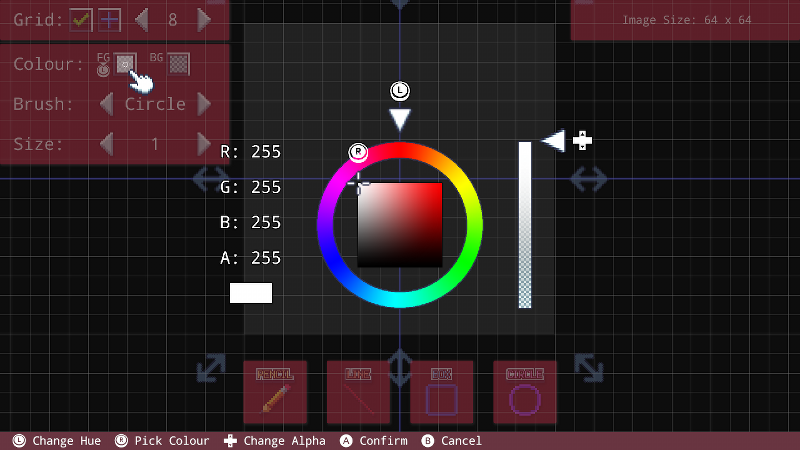 Grid: 8
Image Size: 64 x 64
Colour: FG BG
L
Brush: Circle
Size: 1
L
R
R: 255
G: 255
B: 255
A: 255
PENCIL LINE BOX CIRCLE
L Change Hue R Pick Colour Change Alpha A Confirm B Cancel